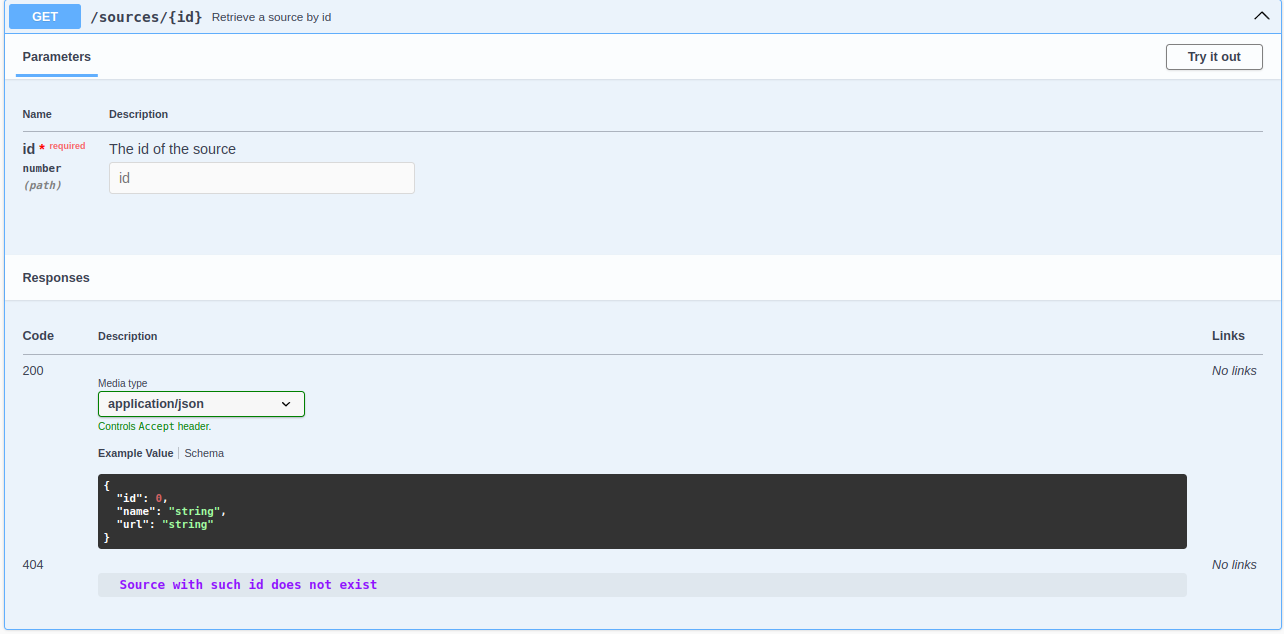 GET /sources/{id} Retrieve a source by id
Parameters Try it out
Name Description
id * required The id of the source
number id
(path)
Responses
Code Description Links
200 No links
Media type
application/json
Controls Accept header.
Example Value Schema
{
  "id": 0,
  "name": "string",
  "url": "string"
}
404 No links
Source with such id does not exist